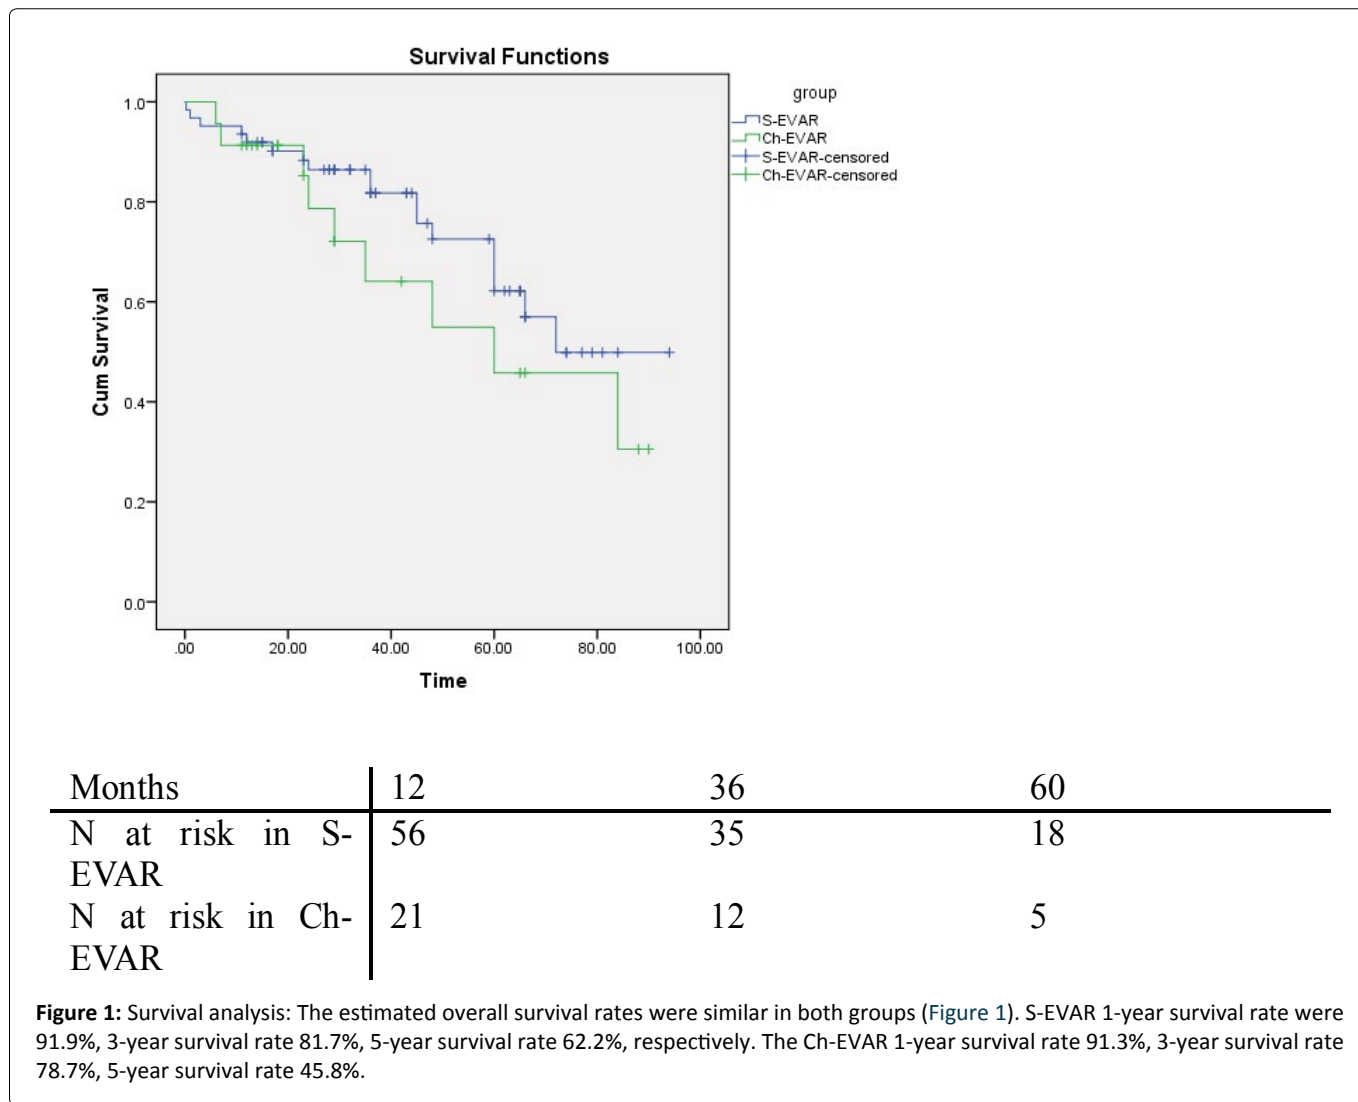 Survival Functions
group
S-EVAR
Ch-EVAR
S-EVAR-censored
Ch-EVAR-censored
1.0
0.8
0.6
0.4
0.2
0.0
Cum Survival
.00 20.00 40.00 60.00 80.00 100.00
Time
Months 12 36 60
N at risk in S- 56 35 18
EVAR
N at risk in Ch- 21 12 5
EVAR
Figure 1: Survival analysis: The estimated overall survival rates were similar in both groups (Figure 1). S-EVAR 1-year survival rate were
91.9%, 3-year survival rate 81.7%, 5-year survival rate 62.2%, respectively. The Ch-EVAR 1-year survival rate 91.3%, 3-year survival rate
78.7%, 5-year survival rate 45.8%.